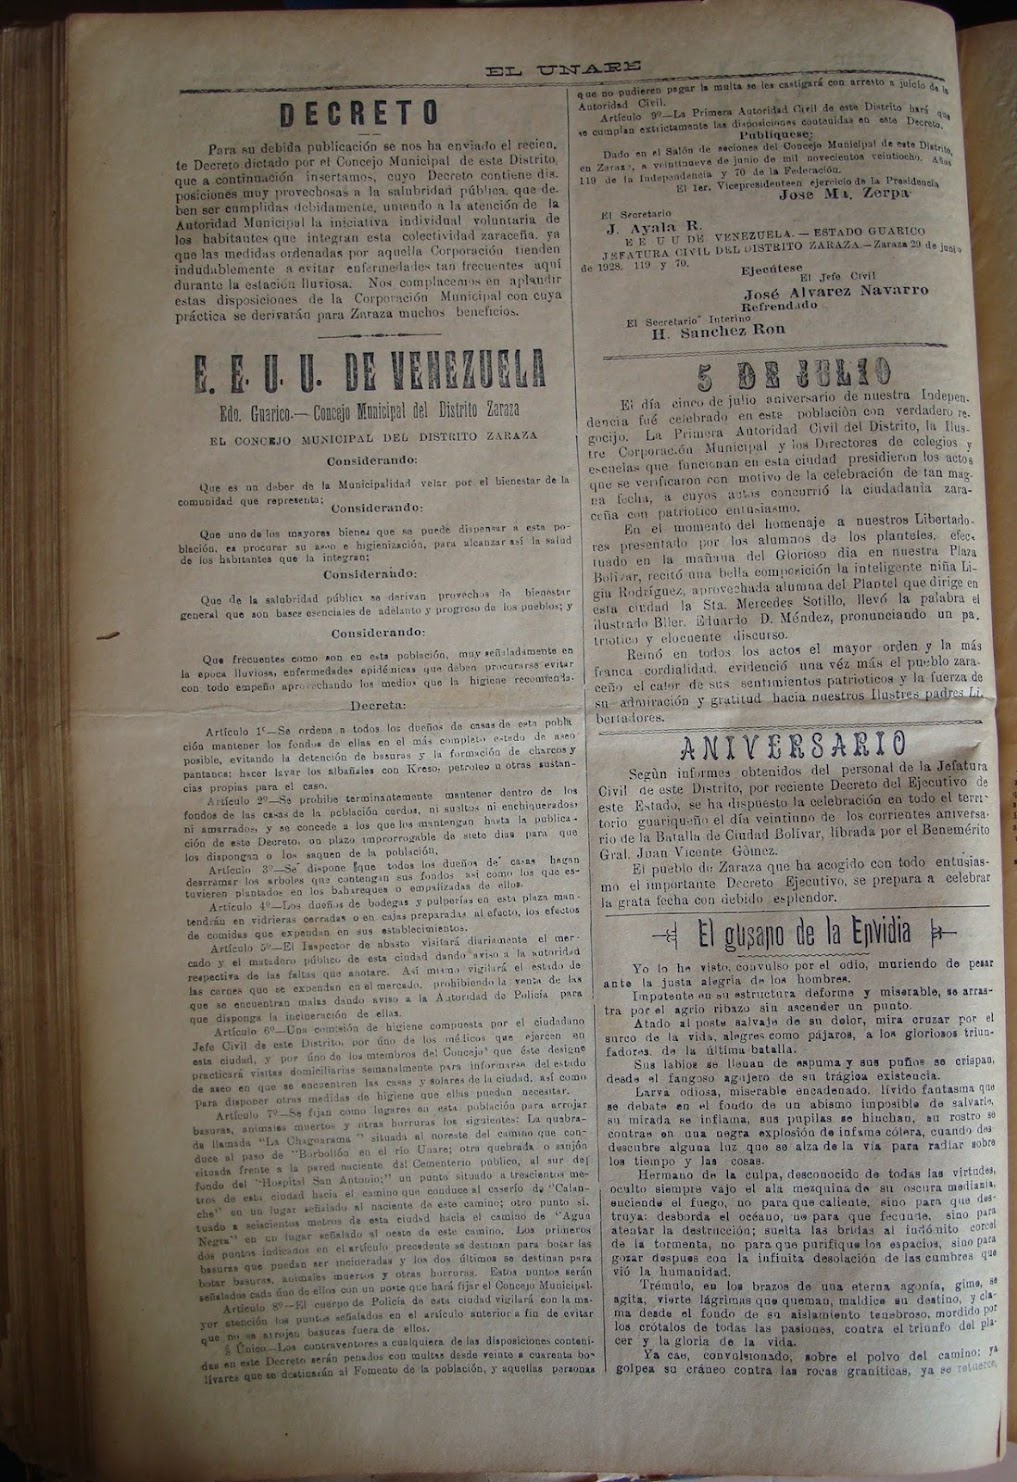 EL UNARE
DECRETO
Para su debida publicación se nos ha enviado el recien.
te Decreto dictado por el Concejo Municipal de este Distrito,
que a continuación insertamos, cuyo Decreto contiene dis.
posiciones muy provechosas a la salubridad pública, que de-
ben ser cumplidas debidamente, uniendo a la atención de la
Autoridad Municipal la iniciativa individual voluntaria de
los habitantes que integran esta colectividad zaraceña, ya
que las medidas ordenadas por aquella Corporación tienden
indudablemente a evitar enfermedades tan frecuentes aquí
durante la estación lluviosa. Nos complacemos en aplaudir
estas disposiciones de la Corporación Municipal con cuya
práctica se derivarán para Zaraza muchos beneficios.
E. E. U. U. DE VENEZUELA
Edo. Guarico.—Concejo Municipal del Distrito Zaraza
EL CONCEJO MUNICIPAL DEL DISTRITO ZARAZA
Considerando:
Que es un deber de la Municipalidad velar por el bienestar de la
comunidad que representa;
Considerando:
Que uno de los mayores bienes que se puede dispensar a esta po-
blación, es procurar su aseo e higienización, para alcanzar así la salud
de los habitantes que la integran;
Considerando:
Que de la salubridad pública se derivan provechos de bienestar
general que son bases esenciales de adelanto y progreso de los pueblos; y
Considerando:
Que frecuentes como son en esta población, muy señaladamente en
la epoca lluviosa, enfermedades epidémicas que deben procurarse evitar
con todo empeño aprovechando los medios que la higiene recomienda.
Decreta:
Artículo 1º—Se ordena a todos los dueños de casas de esta pobla
ción mantener los fondos de ellas en el más completo estado de aseo
posible, evitando la detención de basuras y la formación de charcos y
pantanos; hacer lavar los albañales con Kreso, petroleo u otras sustan-
cias propias para el caso.
Artículo 2º—Se prohibe terminantemente mantener dentro de los
fondos de las casas de la población cerdos, ni sueltos ni enchiquerados
ni amarrados, y se concede a los que los mantengan hasta la publica-
ción de este Decreto, un plazo improrrogable de siete dias para que
los dispongan o los saquen de la población.
Artículo 3º—Se dispone que todos los dueños de casas hagan
desrramar los arboles que contengan sus fondos así como los que es-
tuvieren plantados en los bahareques o empalizadas de ellos.
Artículo 4º—Los dueños de bodegas y pulperías en esta plaza man-
tendrán en vidrieras cerradas o en cajas preparadas al efecto, los efectos
de comidas que expendan en sus establecimientos.
Artículo 5º—El Inspector de abasto visitará diariamente el mer-
cado y el matadero público de esta ciudad dando aviso a la autoridad
respectiva de las faltas que anotare. Así mismo vigilará el estado de
las carnes que se expendan en el mercado, prohibiendo la venta de las
que se encuentran malas dando aviso a la Autoridad de Policía para
que disponga la incineración de ellas.
Artículo 6º—Una comisión de higiene compuesta por el ciudadano
Jefe Civil de este Distrito, por úno de los médicos que ejercen en
esta ciudad, y por úno de los miembros del Concejo que éste designe
practicará visitas domiciliarias semanalmente para informarse del estado
de aseo en que se encuentren las casas y solares de la ciudad, así como
para disponer otras medidas de higiene que ellas puedan necesitar.
Artículo 7º—Se fijan como lugares en esta población para arrojar
basuras, animales muertos y otras horruras los siguientes: La quebra-
da llamada "La Chaguarama" situada al noreste del camino que con-
duce al paso de "Borbollón en el río Unare; otra quebrada o sanjón
situada frente a la pared naciente del Cementerio público, al sur del
fondo del "Hospital San Antonio;" un punto situado a trescientos me-
tros de esta ciudad hacia el camino que conduce al caserío de "Calan-
che" en un lugar señalado al naciente de este camino; otro punto si.
tuado a seiscientos metros de esta ciudad hacia el camino de "Agua
Negra" en un lugar señalado al oeste de este camino. Los primeros
dos puntos indicados en el artículo precedente se destinan para botar las
basuras que puedan ser incineradas y los dos últimos se destinan para
botar basuras, animales muertos y otras horruras. Estos puntos serán
señalados cada uno de ellos con un poste que hará fijar el Concejo Municipal.
Artículo 8º—El cuerpo de Policía de esta ciudad vigilará con la ma-
yor atención los puntos señalados en el artículo anterior a fin de evitar
que no se arrojen basuras fuera de ellos.
§ Único—Los contraventores a cualquiera de las disposiciones conteni-
das en este Decreto serán penados con multas desde veinte a cuarenta bo-
lívares que se destinarán al Fomento de la población, y aquellas personas
que no pudieren pagar la multa se les castigará con arresto a juicio de la
Autoridad Civil.
Artículo 9º—La Primera Autoridad Civil de este Distrito hará que
se cumplan extrictamente las disposiciones contenidas en este Decreto.
Publíquese:
Dado en el Salón de seciones del Concejo Municipal de este Distrito,
en Zaraza, a veintinueve de junio de mil novecientos veintiocho. Años
119 de la Independencia y 70 de la Federación.
El 1er. Vicepresidente en ejercicio de la Presidencia
José Ma. Zerpa
El Secretario
J. Ayala R.
E E U U DE VENEZUELA.—ESTADO GUARICO
JEFATURA CIVIL DEL DISTRITO ZARAZA.—Zaraza 29 de junio
de 1928. 119 y 70.
Ejecútese
El Jefe Civil
José Alvarez Navarro
Refrendado
El Secretario Interino
H. Sanchez Ron
5 DE JULIO
El día cinco de julio aniversario de nuestra Indepen-
dencia fué celebrado en este población con verdadero re-
gocijo. La Primera Autoridad Civil del Distrito, la Ilus-
tre Corporación Municipal y los Directores de colegios y
escuelas que funcionan en esta ciudad presidieron los actos
que se verificaron con motivo de la celebración de tan mag-
na fecha, a cuyos actos concurrió la ciudadanía zara-
ceña con patriótico entusiasmo.
En el momento del homenaje a nuestros Libertado-
res presentado por los alumnos de los planteles, efec-
tuado en la mañana del Glorioso dia en nuestra Plaza
Bolívar, recitó una bella composición la inteligente niña Li-
gia Rodríguez, aprovechada alumna del Plantel que dirige en
esta ciudad la Sta. Mercedes Sotillo, llevó la palabra el
ilustrado Bller. Eduardo D. Méndez, pronunciando un pa.
triótico y elocuente discurso.
Reinó en todos los actos el mayor orden y la más
franca cordialidad, evidenció una véz más el pueblo zara-
ceño el calor de sus sentimientos patrioticos y la fuerza de
su admiración y gratitud hacia nuestros Ilustres padres Li.
bertadores.
ANIVERSARIO
Según informes obtenidos del personal de la Jefatura
Civil de este Distrito, por reciente Decreto del Ejecutivo de
este Estado, se ha dispuesto la celebración en todo el terri-
torio guariqueño el día veintiuno de los corrientes aniversa-
rio de la Batalla de Ciudad Bolívar, librada por el Benemérito
Gral. Juan Vicente Gómez.
El pueblo de Zaraza que ha acogido con todo entusias-
mo el importante Decreto Ejecutivo, se prepara a celebrar
la grata fecha con debido esplendor.
El gusano de la Envidia
Yo lo he visto, convulso por el odio, muriendo de pesar
ante la justa alegría de los hombres.
Impotente en su estructura deforme y miserable, se arras-
tra por el agrio ribazo sin ascender un punto.
Atado al poste salvaje de su dolor, mira cruzar por el
surco de la vida, alegres como pájaros, a los gloriosos triun-
fadores, de la última batalla.
Sus labios se llenan de espuma y sus puños se crispan,
desde el fangoso agujero de su trágica existencia.
Larva odiosa, miserable encadenado, lívido fantasma que
se debate en el fondo de un abismo imposible de salvarlo,
su mirada se inflama, sus pupilas se hinchan, su rostro se
contrae en una negra explosión de infame cólera, cuando des
descubre alguna luz que se alza de la vía para radiar sobre
los tiempo y las cosas.
Hermano de la culpa, desconocido de todas las virtudes,
oculto siempre vajo el ala mezquina de su oscura medianía,
enciende el fuego, no para que caliente, sino para que des-
truya: desborda el océano, no para que fecunde, sino para
alentar la destrucción; suelta las bridas al indómito corcel
de la tormenta, no para que purifique los espacios, sino para
gozar despues con la infinita desolación de las cumbres que
vió la humanidad.
Trémulo, en los brazos de una eterna agonía, gime, se
agita, vierte lágrimas que queman, maldice su destino, y cla-
ma desde el fondo de su aislamiento tenebroso, mordido por
los crótalos de todas las pasiones, contra el triunfo del pla-
cer y la gloria de la vida.
Ya cae, convulsionado, sobre el polvo del camino; ya
golpea su cráneo contra las rocas graníticas, ya se retuerce,